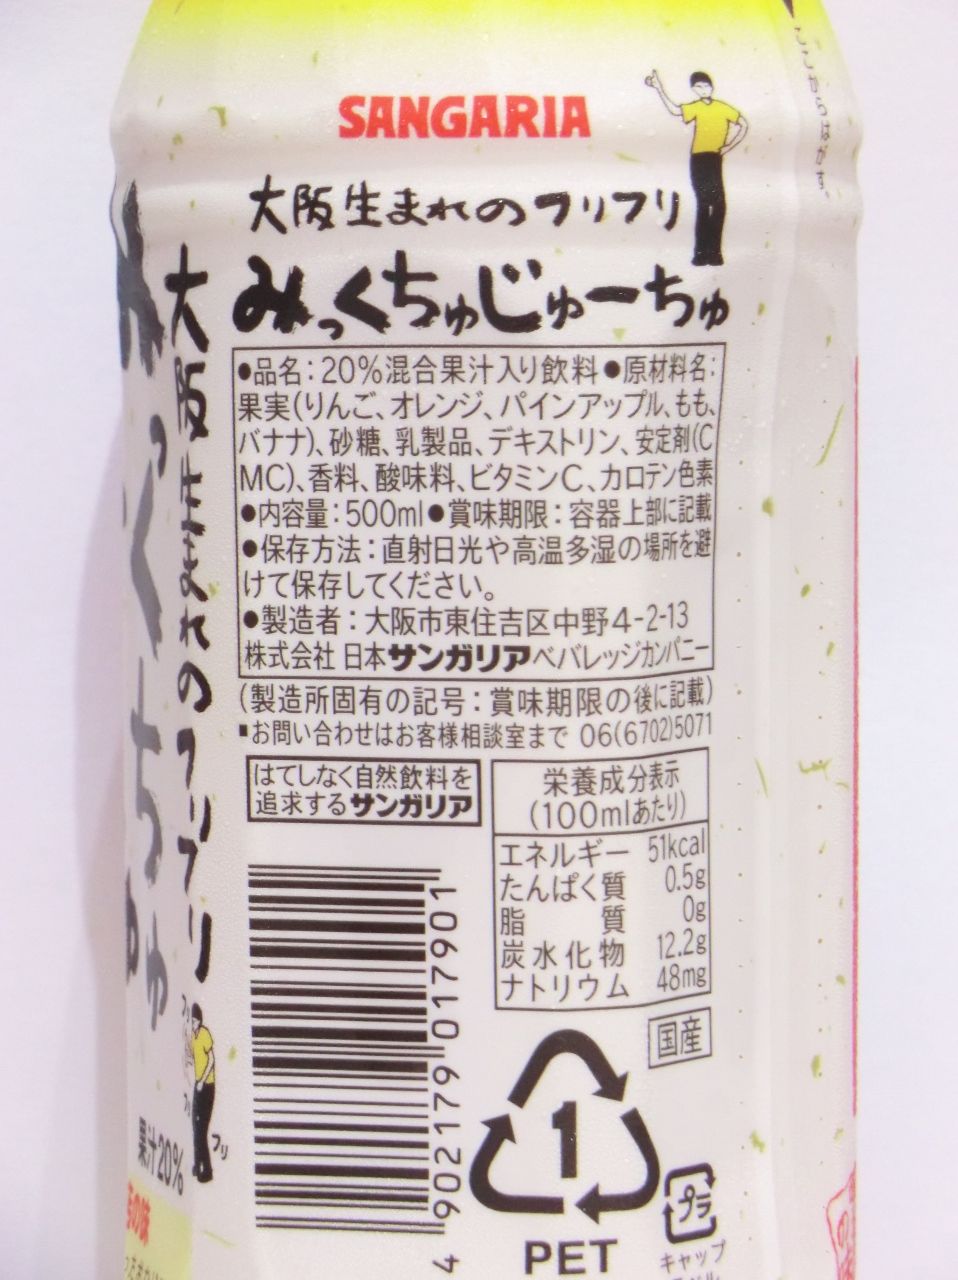 SANGARIA
ここからはがす。
大阪生まれのフリフリ
みっくちゅじゅーちゅ
●品名：20%混合果汁入り飲料●原材料名：
果実(りんご、オレンジ、パインアップル、もも、
バナナ)、砂糖、乳製品、デキストリン、安定剤(C
MC)、香料、酸味料、ビタミンC、カロテン色素
●内容量：500ml●賞味期限：容器上部に記載
●保存方法：直射日光や高温多湿の場所を避
けて保存してください。
●製造者：大阪市東住吉区中野4-2-13
株式会社 日本サンガリアベバレッジカンパニー
(製造所固有の記号：賞味期限の後に記載)
■お問い合わせはお客様相談室まで 06(6702)5071
はてしなく自然飲料を
追求するサンガリア
栄養成分表示
(100mlあたり)
エネルギー 51kcal
たんぱく質 0.5g
脂質 0g
炭水化物 12.2g
ナトリウム 48mg
国産
4 902179 017901
1
PET
プラ
キャップ
大阪生まれのフリフリ
みっくちゅ
フリ
フリ
果汁20%
の味